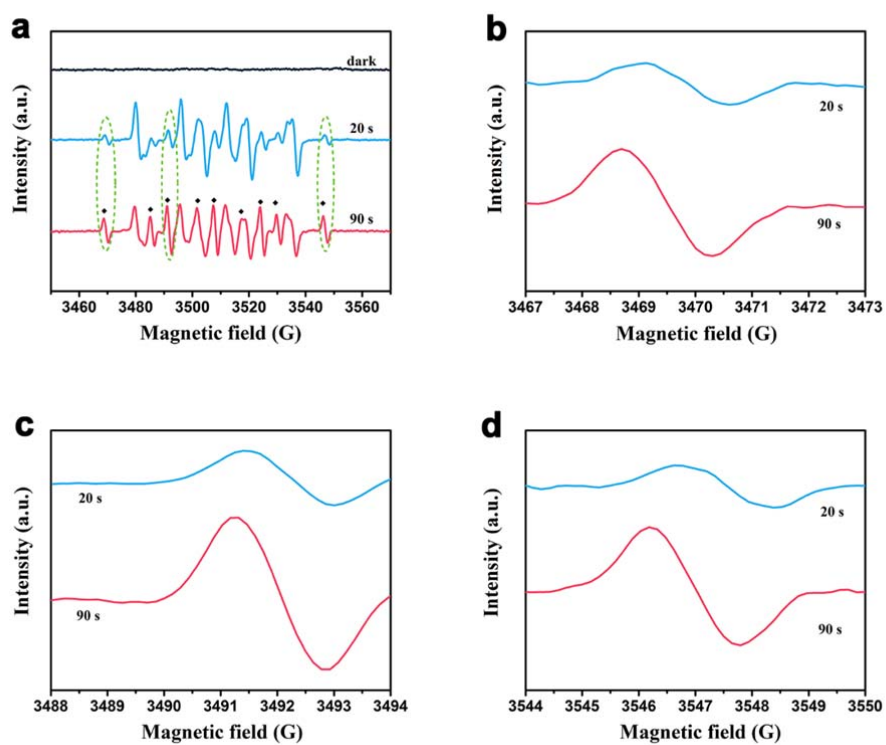 a
dark
20 s
90 s
Intensity (a.u.)
3460 3480 3500 3520 3540 3560
Magnetic field (G)
b
20 s
90 s
Intensity (a.u.)
3467 3468 3469 3470 3471 3472 3473
Magnetic field (G)
c
20 s
90 s
Intensity (a.u.)
3488 3489 3490 3491 3492 3493 3494
Magnetic field (G)
d
20 s
90 s
Intensity (a.u.)
3544 3545 3546 3547 3548 3549 3550
Magnetic field (G)